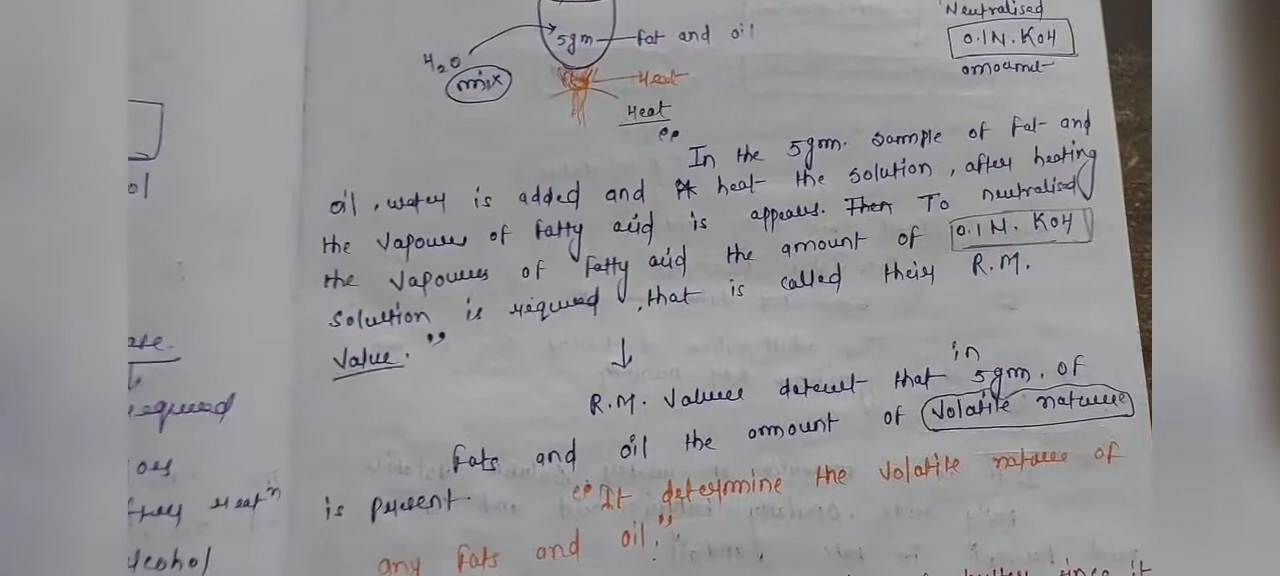 Neutralised
0.1N. KOH
amount
5gm — fat and oil
H2O
mix
Heat
Heat
“ In the 5gm. sample of fat and
oil, water is added and heat the solution, after heating
the vapours of fatty acid is appears. Then To neutralised
the vapours of fatty acid the amount of 0.1N. KOH
solution is required, that is called their R.M.
Value.”
↓
R.M. Value detect that in 5gm. of
fats and oil the amount of volatile nature
is present. “It determine the volatile nature of
any fats and oil.”
ol
required
alcohol